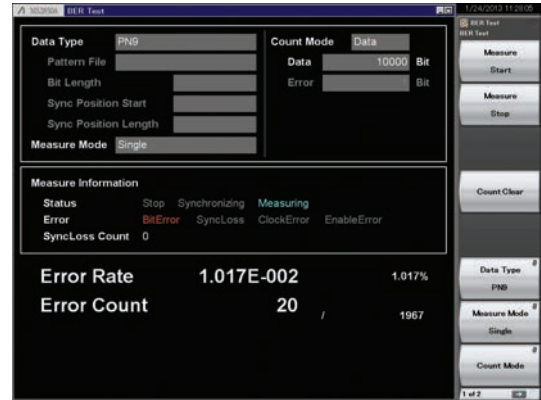 MS2690A BER Test
1/24/2013 11:29:05
BER Test
BER Test
Data Type PN9
Pattern File
Bit Length
Sync Position Start
Sync Position Length
Measure Mode Single
Count Mode Data
Data 10000 Bit
Error Bit
Measure Information
Status Stop Synchronizing Measuring
Error BitError SyncLoss ClockError EnableError
SyncLoss Count 0
Error Rate 1.017E-002 1.017%
Error Count 20 / 1967
Measure
Start
Measure
Stop
Count Clear
Data Type
PN9
Measure Mode
Single
Count Mode
1 of 2